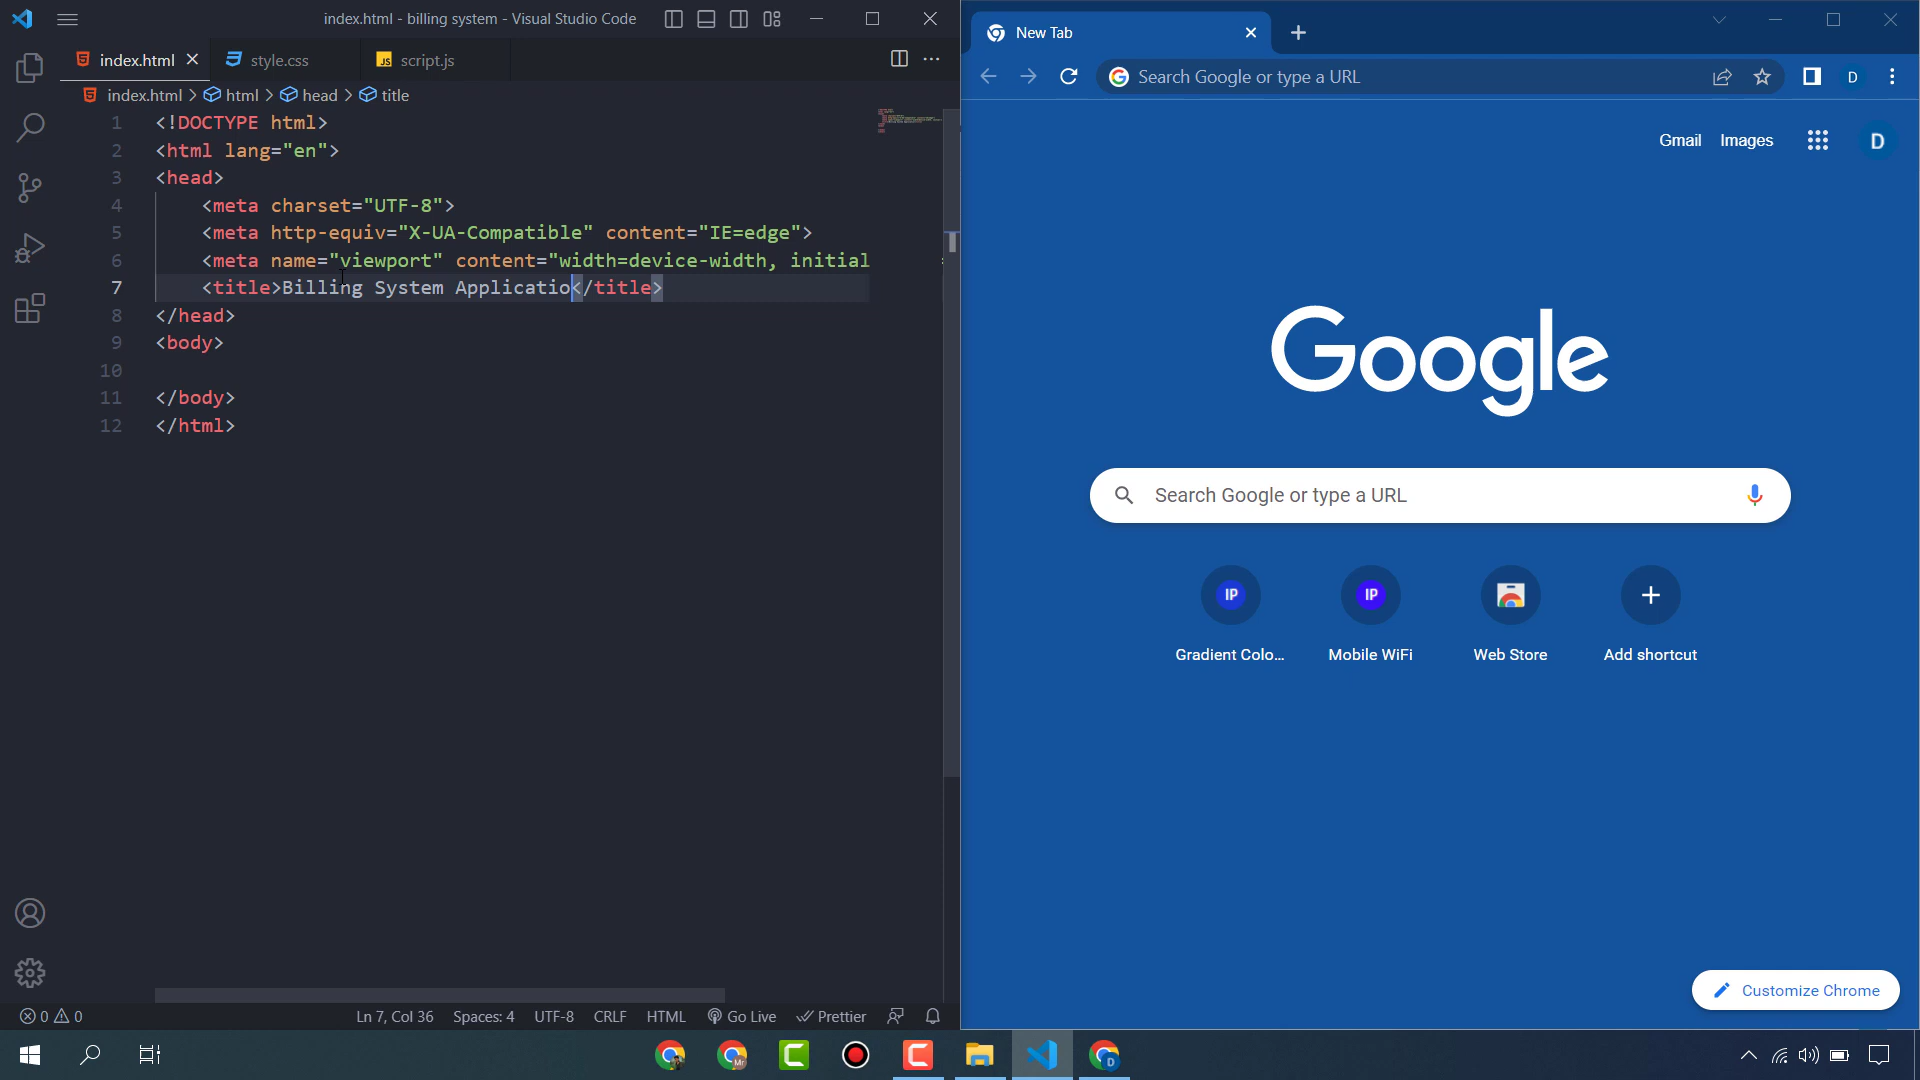 index.html - billing system - Visual Studio Code
index.html
style.css
JS script.js
index.html > html > head > title
1 <!DOCTYPE html>
2 <html lang="en">
3 <head>
4 <meta charset="UTF-8">
5 <meta http-equiv="X-UA-Compatible" content="IE=edge">
6 <meta name="viewport" content="width=device-width, initial
7 <title>Billing System Applicatio</title>
8 </head>
9 <body>
10
11 </body>
12 </html>
0 0
Ln 7, Col 36
Spaces: 4
UTF-8
CRLF
HTML
Go Live
Prettier
New Tab
Search Google or type a URL
D
Gmail
Images
D
Google
Search Google or type a URL
IP
IP
Gradient Colo...
Mobile WiFi
Web Store
Add shortcut
Customize Chrome
Mr
D